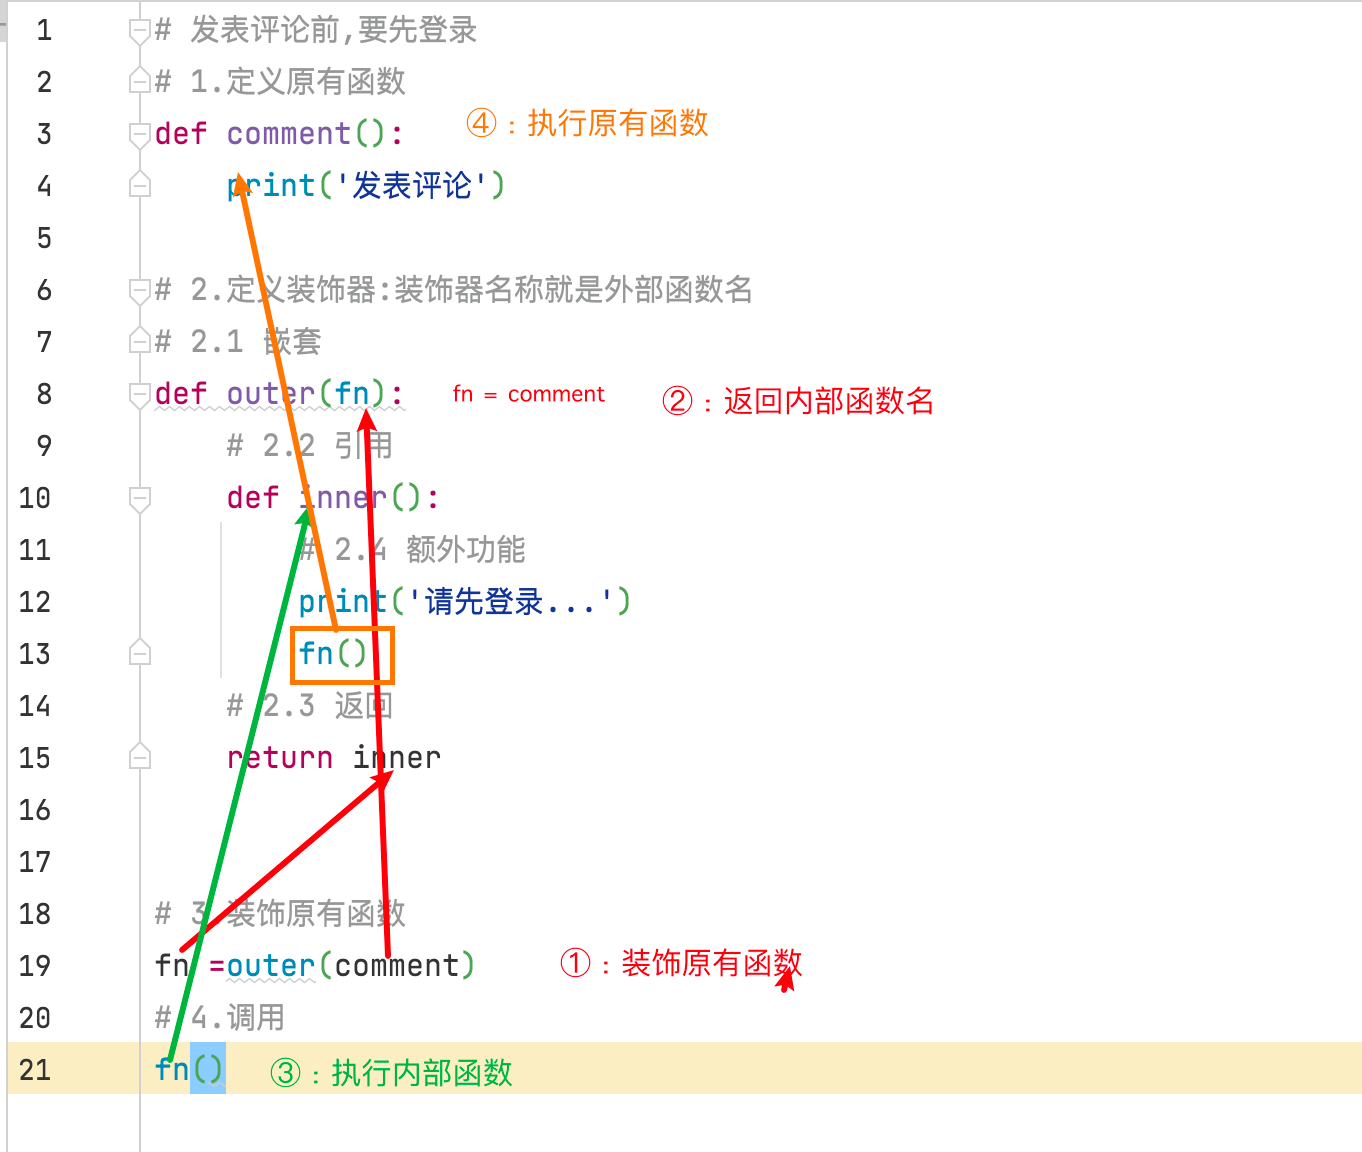 1 # 发表评论前,要先登录
2 # 1.定义原有函数
3 def comment(): ④：执行原有函数
4 print('发表评论')
5
6 # 2.定义装饰器:装饰器名称就是外部函数名
7 # 2.1 嵌套
8 def outer(fn): fn = comment ②：返回内部函数名
9 # 2.2 引用
10 def inner():
11 # 2.4 额外功能
12 print('请先登录...')
13 fn()
14 # 2.3 返回
15 return inner
16
17
18 # 3.装饰原有函数
19 fn =outer(comment) ①：装饰原有函数
20 # 4.调用
21 fn() ③：执行内部函数